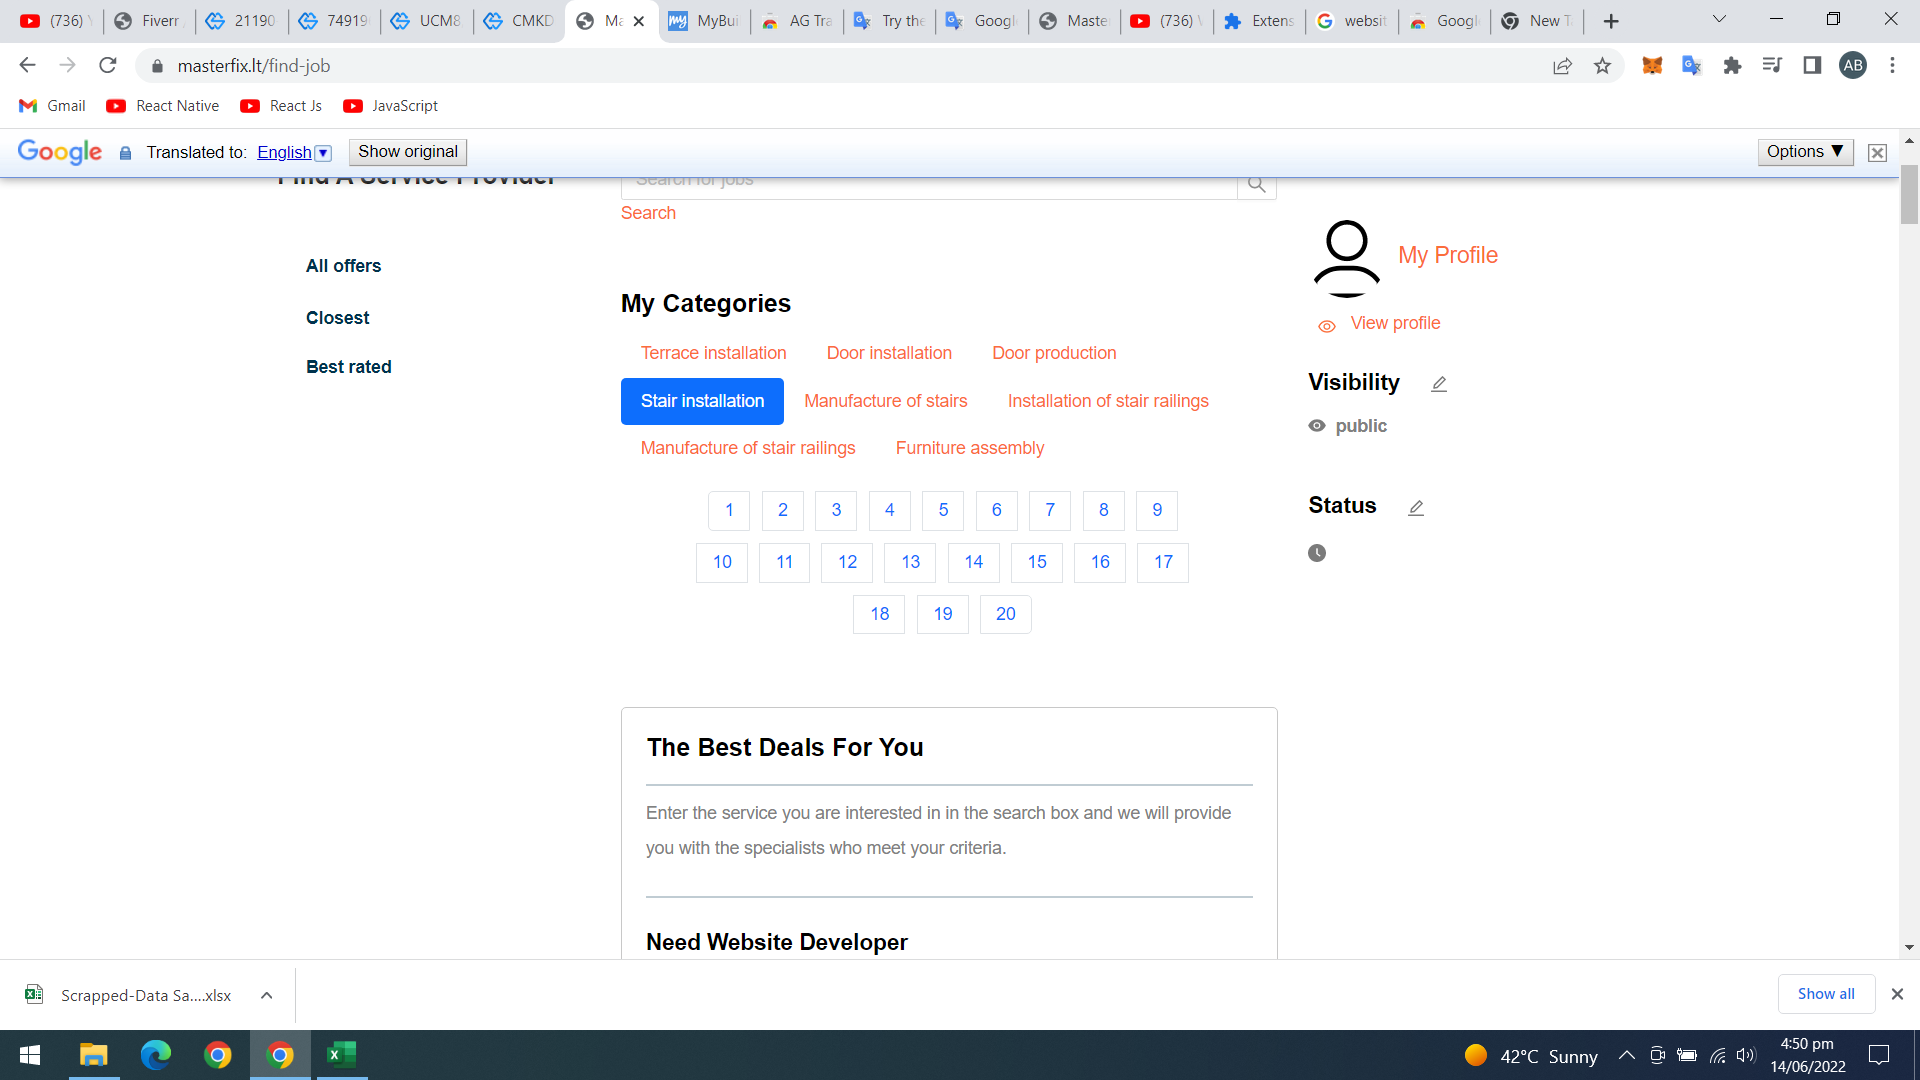 (736) Y
Fiverr
21190
74919
UCM8
CMKD
Ma
MyBui
AG Tra
Try the
Googl
Maste
(736) V
Extens
websit
Googl
New T
masterfix.lt/find-job
AB
Gmail
React Native
React Js
JavaScript
Google
Translated to: English
Show original
Options ▼
Find A Service Provider
Search for jobs
Search
All offers
Closest
Best rated
My Categories
Terrace installation
Door installation
Door production
Stair installation
Manufacture of stairs
Installation of stair railings
Manufacture of stair railings
Furniture assembly
1 2 3 4 5 6 7 8 9
10 11 12 13 14 15 16 17
18 19 20
My Profile
View profile
Visibility
public
Status
The Best Deals For You
Enter the service you are interested in in the search box and we will provide
you with the specialists who meet your criteria.
Need Website Developer
Scrapped-Data Sa....xlsx
Show all
42°C Sunny
4:50 pm
14/06/2022